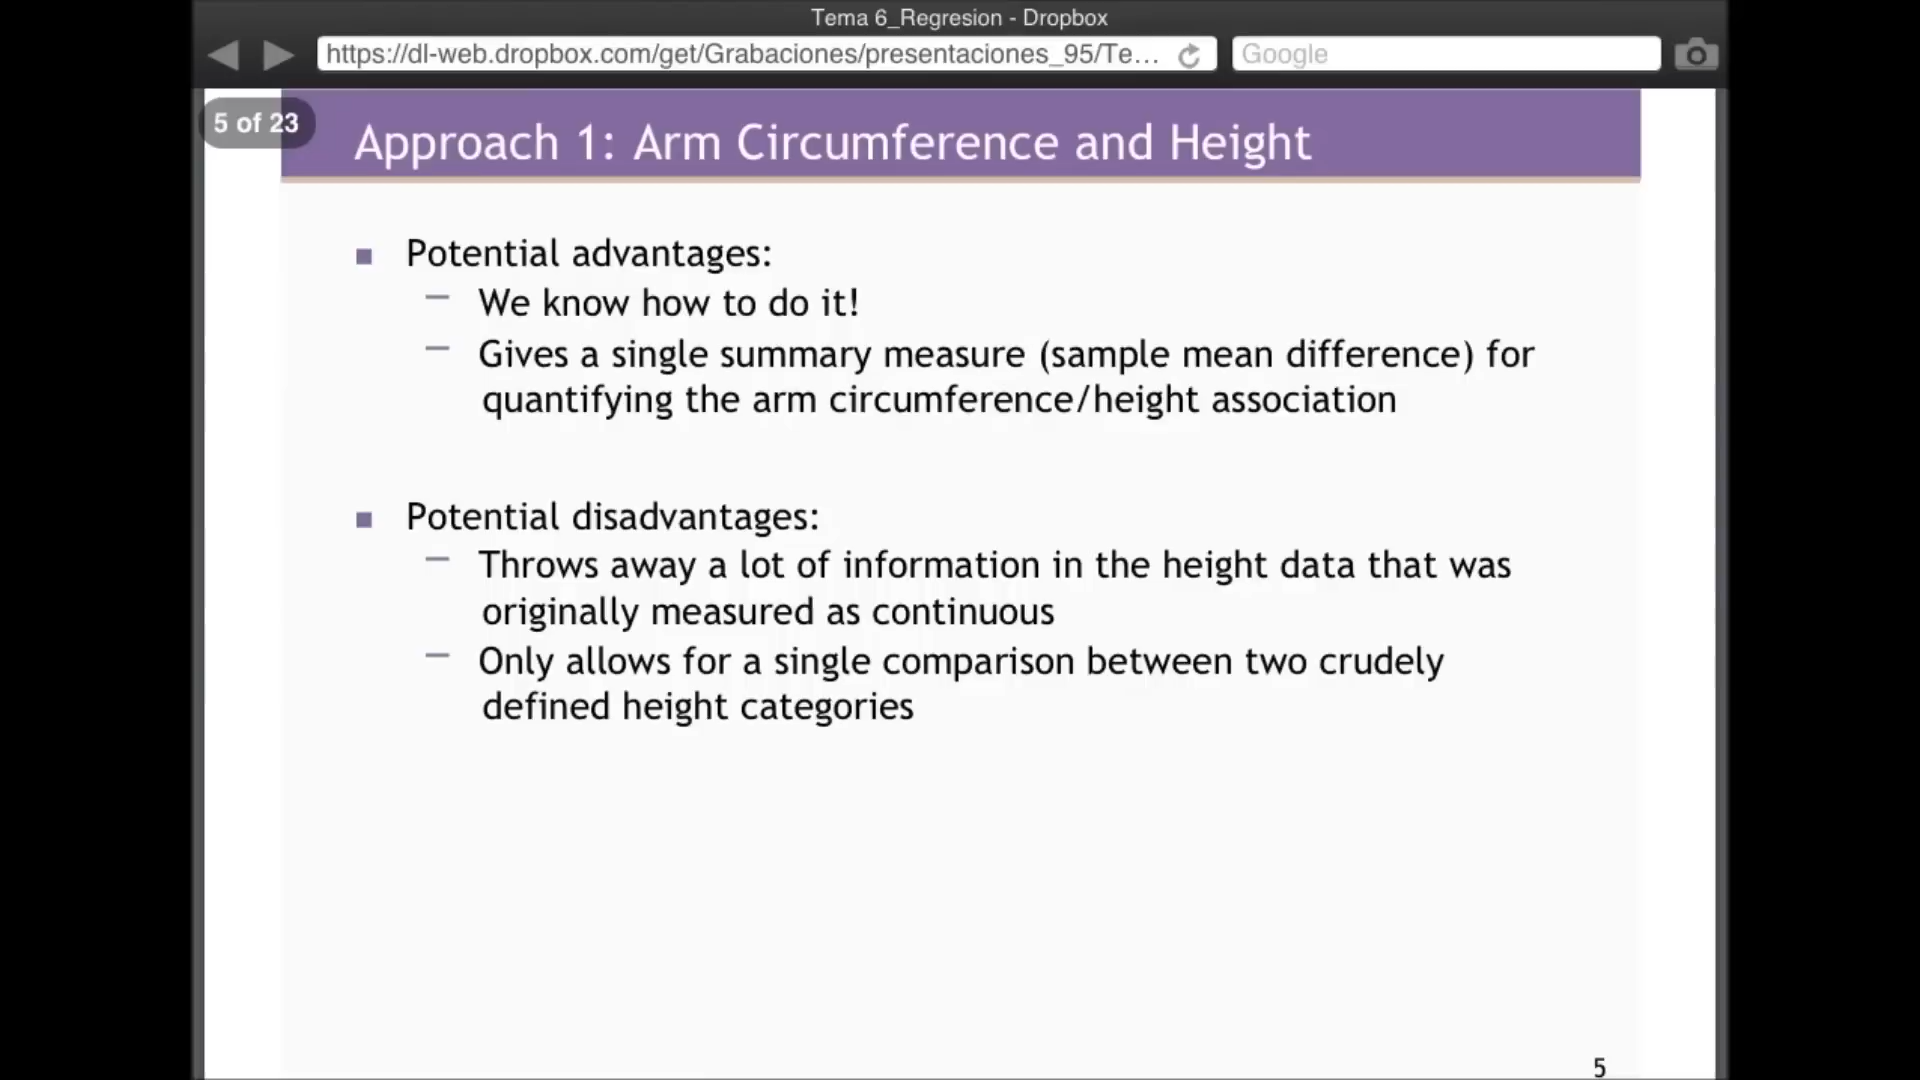 Tema 6_Regresion - Dropbox
https://dl-web.dropbox.com/get/Grabaciones/presentaciones_95/Te...
Google
5 of 23
Approach 1: Arm Circumference and Height
Potential advantages:
We know how to do it!
Gives a single summary measure (sample mean difference) for
quantifying the arm circumference/height association
Potential disadvantages:
Throws away a lot of information in the height data that was
originally measured as continuous
Only allows for a single comparison between two crudely
defined height categories
5